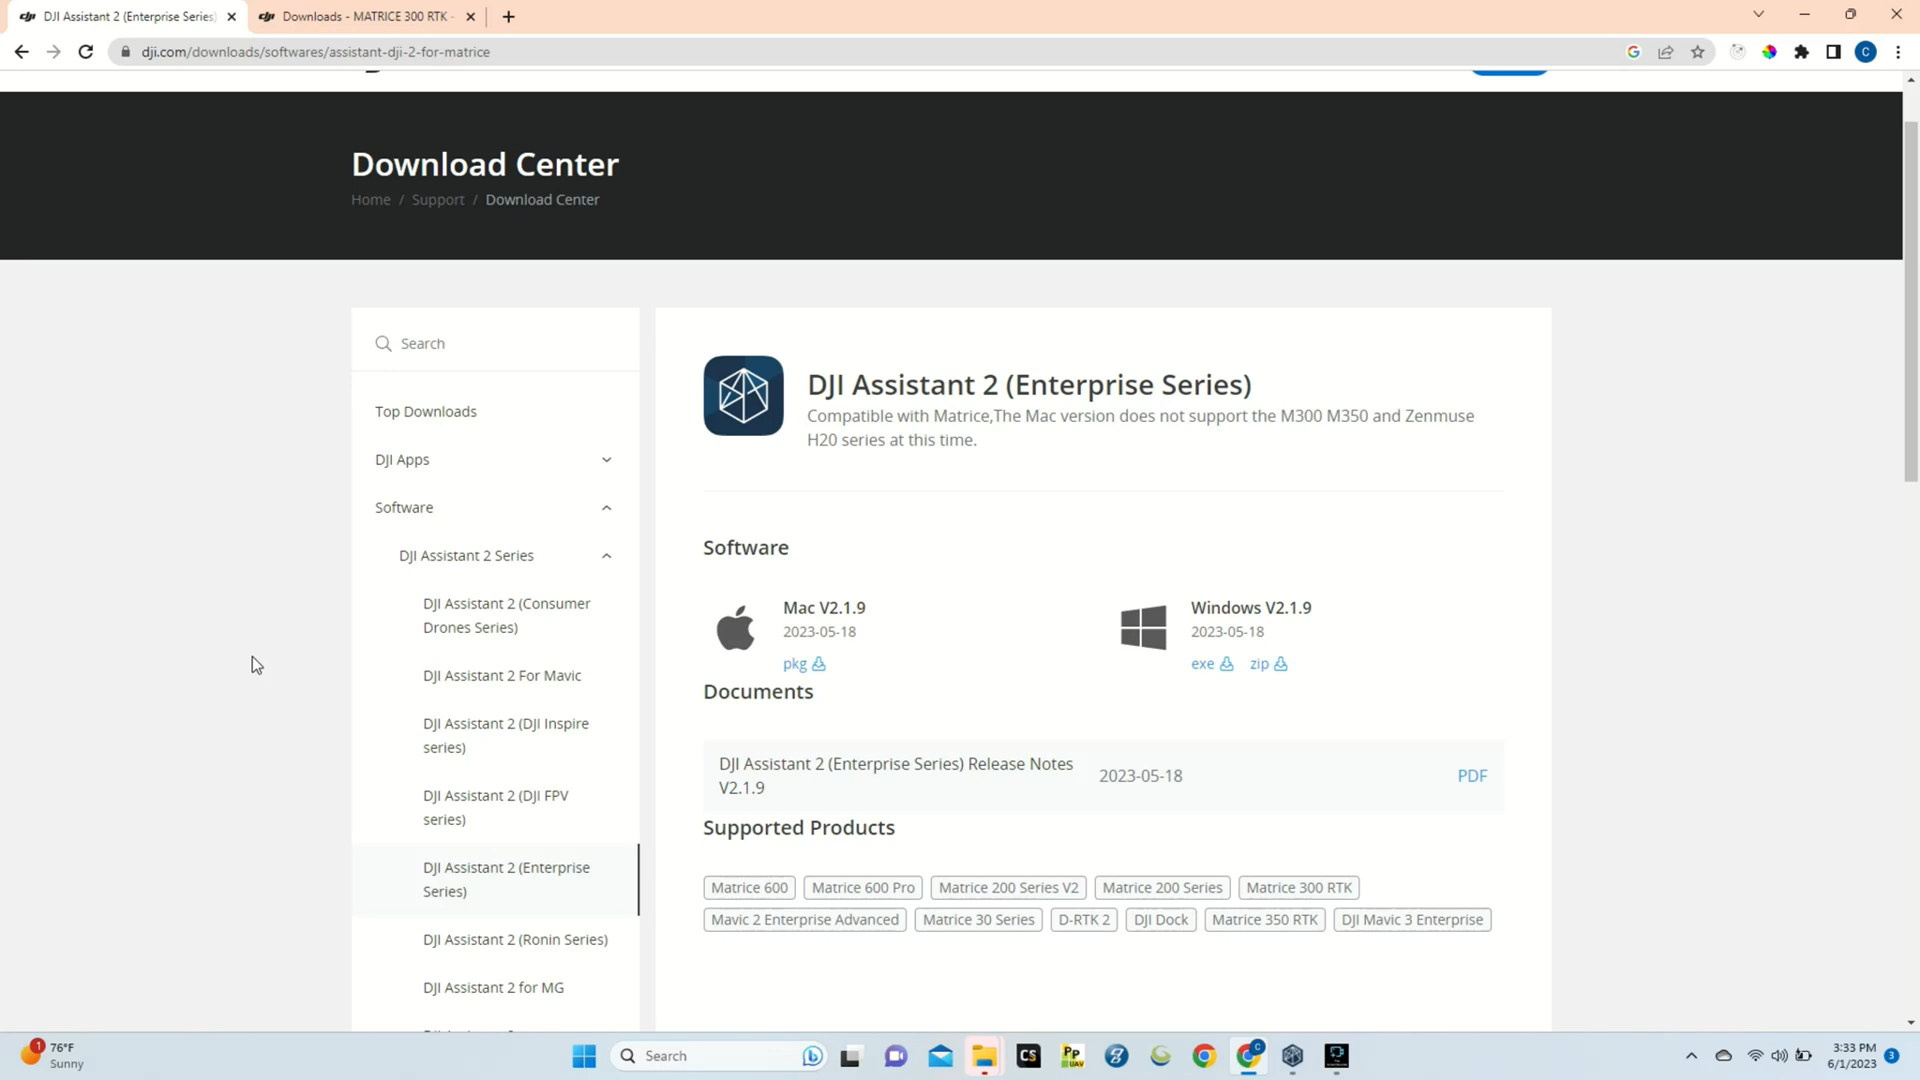 DJI Assistant 2 (Enterprise Series)
Downloads - MATRICE 300 RTK -
dji.com/downloads/softwares/assistant-dji-2-for-matrice
C
Download Center
Home / Support / Download Center
Search
Top Downloads
DJI Apps
Software
DJI Assistant 2 Series
DJI Assistant 2 (Consumer
Drones Series)
DJI Assistant 2 For Mavic
DJI Assistant 2 (DJI Inspire
series)
DJI Assistant 2 (DJI FPV
series)
DJI Assistant 2 (Enterprise
Series)
DJI Assistant 2 (Ronin Series)
DJI Assistant 2 for MG
DJI Assistant 2 (Enterprise Series)
Compatible with Matrice,The Mac version does not support the M300 M350 and Zenmuse
H20 series at this time.
Software
Mac V2.1.9
2023-05-18
pkg
Windows V2.1.9
2023-05-18
exe zip
Documents
DJI Assistant 2 (Enterprise Series) Release Notes
V2.1.9
2023-05-18
PDF
Supported Products
Matrice 600 Matrice 600 Pro Matrice 200 Series V2 Matrice 200 Series Matrice 300 RTK
Mavic 2 Enterprise Advanced Matrice 30 Series D-RTK 2 DJI Dock Matrice 350 RTK DJI Mavic 3 Enterprise
1
76°F
Sunny
Search
CS
PP
UAV
C
3:33 PM
6/1/2023
3